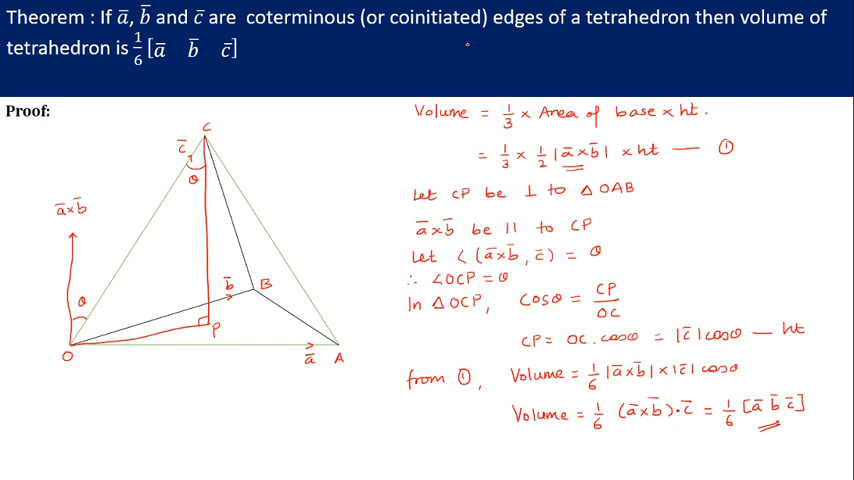 Theorem : If a̅, b̅ and c̅ are coterminous (or coinitiated) edges of a tetrahedron then volume of
tetrahedron is 1/6 [a̅ b̅ c̅]
Proof:
C
c̅
θ
a̅×b̅
θ
b̅
B
P
O
a̅
A
Volume = 1/3 × Area of base × ht.
= 1/3 × 1/2 |a̅×b̅| × ht — ①
Let CP be ⊥ to △OAB
a̅×b̅ be || to CP
Let ∠(a̅×b̅, c̅) = θ
∴ ∠OCP = θ
In △OCP, Cosθ = CP/OC
CP = OC. cosθ = |c̅| cosθ — ht
from ①, Volume = 1/6 |a̅×b̅| × |c̅| cosθ
Volume = 1/6 (a̅×b̅)·c̅ = 1/6 [a̅ b̅ c̅]